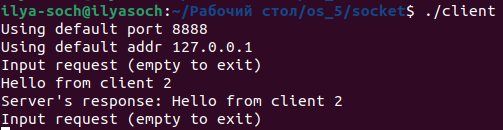 ilya-soch@ilyasoch:~/Рабочий стол/os_5/socket$ ./client
Using default port 8888
Using default addr 127.0.0.1
Input request (empty to exit)
Hello from client 2
Server's response: Hello from client 2
Input request (empty to exit)